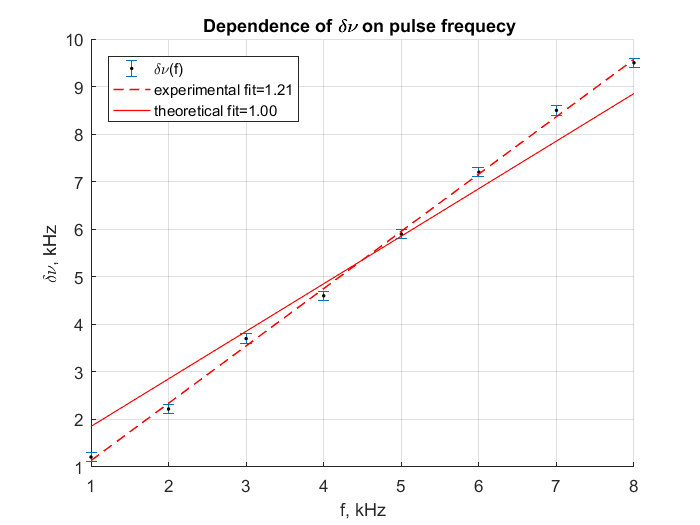 Dependence of δν on pulse frequecy
10
9
8
7
6
5
4
3
2
1
δν, kHz
δν(f)
experimental fit=1.21
theoretical fit=1.00
1 2 3 4 5 6 7 8
f, kHz